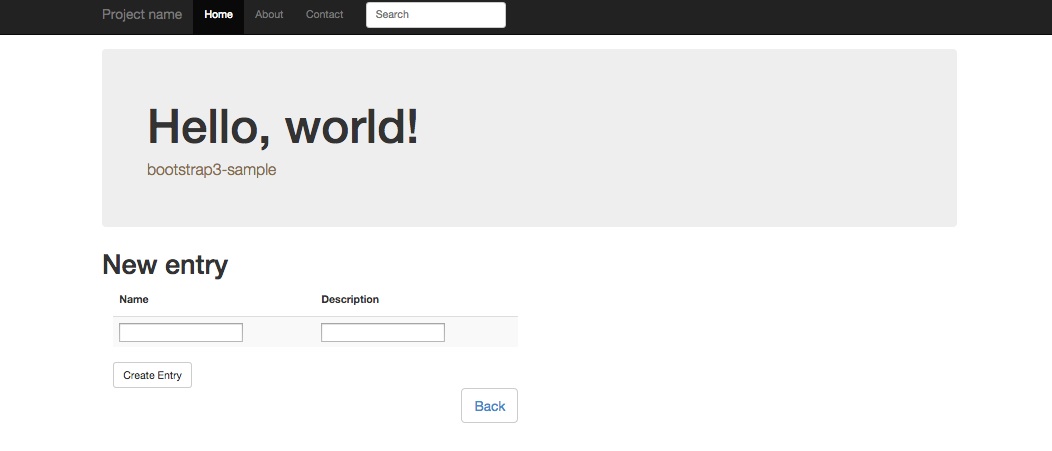 Project name Home About Contact Search
Hello, world!
bootstrap3-sample
New entry
Name Description
Create Entry
Back